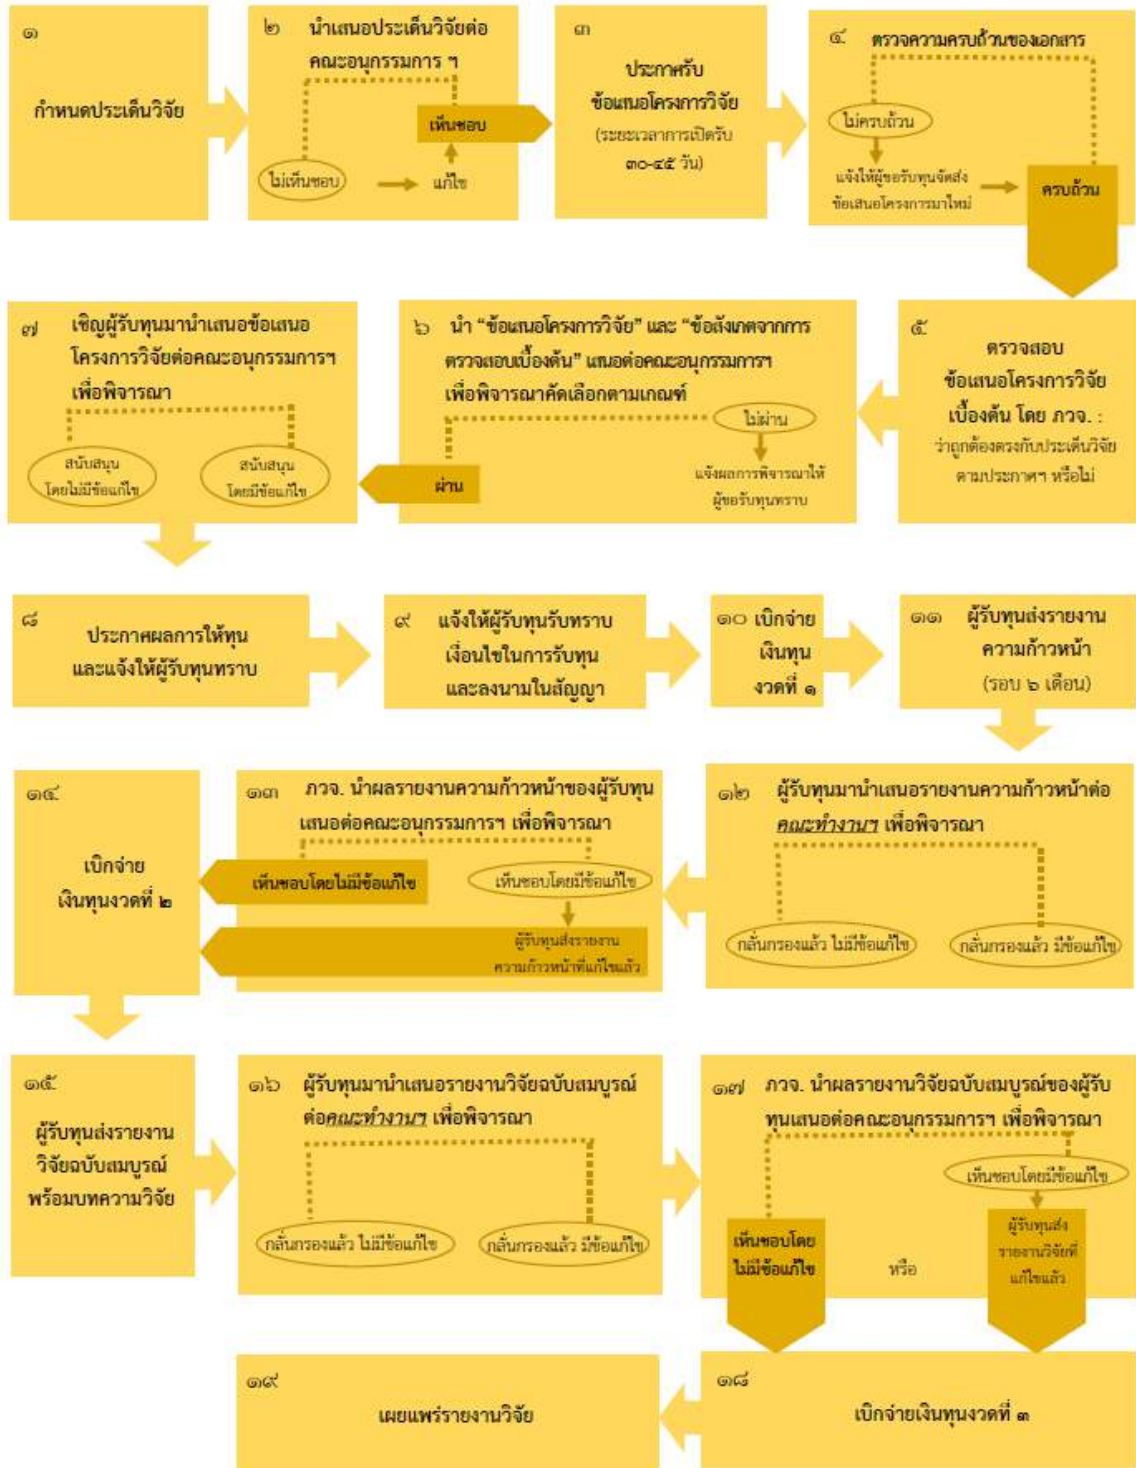 ๑
กำหนดประเด็นวิจัย
๒ นำเสนอประเด็นวิจัยต่อ
คณะอนุกรรมการ ฯ
เห็นชอบ
ไม่เห็นชอบ
แก้ไข
๓
ประกาศรับ
ข้อเสนอโครงการวิจัย
(ระยะเวลาการเปิดรับ
๓๐-๔๕ วัน)
๔ ตรวจความครบถ้วนของเอกสาร
ไม่ครบถ้วน
แจ้งให้ผู้ขอรับทุนจัดส่ง
ข้อเสนอโครงการมาใหม่
ครบถ้วน
๕
ตรวจสอบ
ข้อเสนอโครงการวิจัย
เบื้องต้น โดย ภวจ. :
ว่าถูกต้องตรงกับประเด็นวิจัย
ตามประกาศฯ หรือไม่
๖ นำ “ข้อเสนอโครงการวิจัย” และ “ข้อสังเกตจากการ
ตรวจสอบเบื้องต้น” เสนอต่อคณะอนุกรรมการฯ
เพื่อพิจารณาคัดเลือกตามเกณฑ์
ไม่ผ่าน
ผ่าน
แจ้งผลการพิจารณาให้
ผู้ขอรับทุนทราบ
๗ เชิญผู้รับทุนมานำเสนอข้อเสนอ
โครงการวิจัยต่อคณะอนุกรรมการฯ
เพื่อพิจารณา
สนับสนุน
โดยไม่มีข้อแก้ไข
สนับสนุน
โดยมีข้อแก้ไข
๘
ประกาศผลการให้ทุน
และแจ้งให้ผู้รับทุนทราบ
๙ แจ้งให้ผู้รับทุนรับทราบ
เงื่อนไขในการรับทุน
และลงนามในสัญญา
๑๐ เบิกจ่าย
เงินทุน
งวดที่ ๑
๑๑ ผู้รับทุนส่งรายงาน
ความก้าวหน้า
(รอบ ๖ เดือน)
๑๒ ผู้รับทุนมานำเสนอรายงานความก้าวหน้าต่อ
คณะทำงานฯ เพื่อพิจารณา
กลั่นกรองแล้ว ไม่มีข้อแก้ไข
กลั่นกรองแล้ว มีข้อแก้ไข
๑๓ ภวจ. นำผลรายงานความก้าวหน้าของผู้รับทุน
เสนอต่อคณะอนุกรรมการฯ เพื่อพิจารณา
เห็นชอบโดยไม่มีข้อแก้ไข
เห็นชอบโดยมีข้อแก้ไข
ผู้รับทุนส่งรายงาน
ความก้าวหน้าที่แก้ไขแล้ว
๑๔
เบิกจ่าย
เงินทุนงวดที่ ๒
๑๕
ผู้รับทุนส่งรายงาน
วิจัยฉบับสมบูรณ์
พร้อมบทความวิจัย
๑๖ ผู้รับทุนมานำเสนอรายงานวิจัยฉบับสมบูรณ์
ต่อคณะทำงานฯ เพื่อพิจารณา
กลั่นกรองแล้ว ไม่มีข้อแก้ไข
กลั่นกรองแล้ว มีข้อแก้ไข
๑๗ ภวจ. นำผลรายงานวิจัยฉบับสมบูรณ์ของผู้รับ
ทุนเสนอต่อคณะอนุกรรมการฯ เพื่อพิจารณา
เห็นชอบโดยมีข้อแก้ไข
เห็นชอบโดย
ไม่มีข้อแก้ไข
หรือ
ผู้รับทุนส่ง
รายงานวิจัยที่
แก้ไขแล้ว
๑๘
เบิกจ่ายเงินทุนงวดที่ ๓
๑๙
เผยแพร่รายงานวิจัย